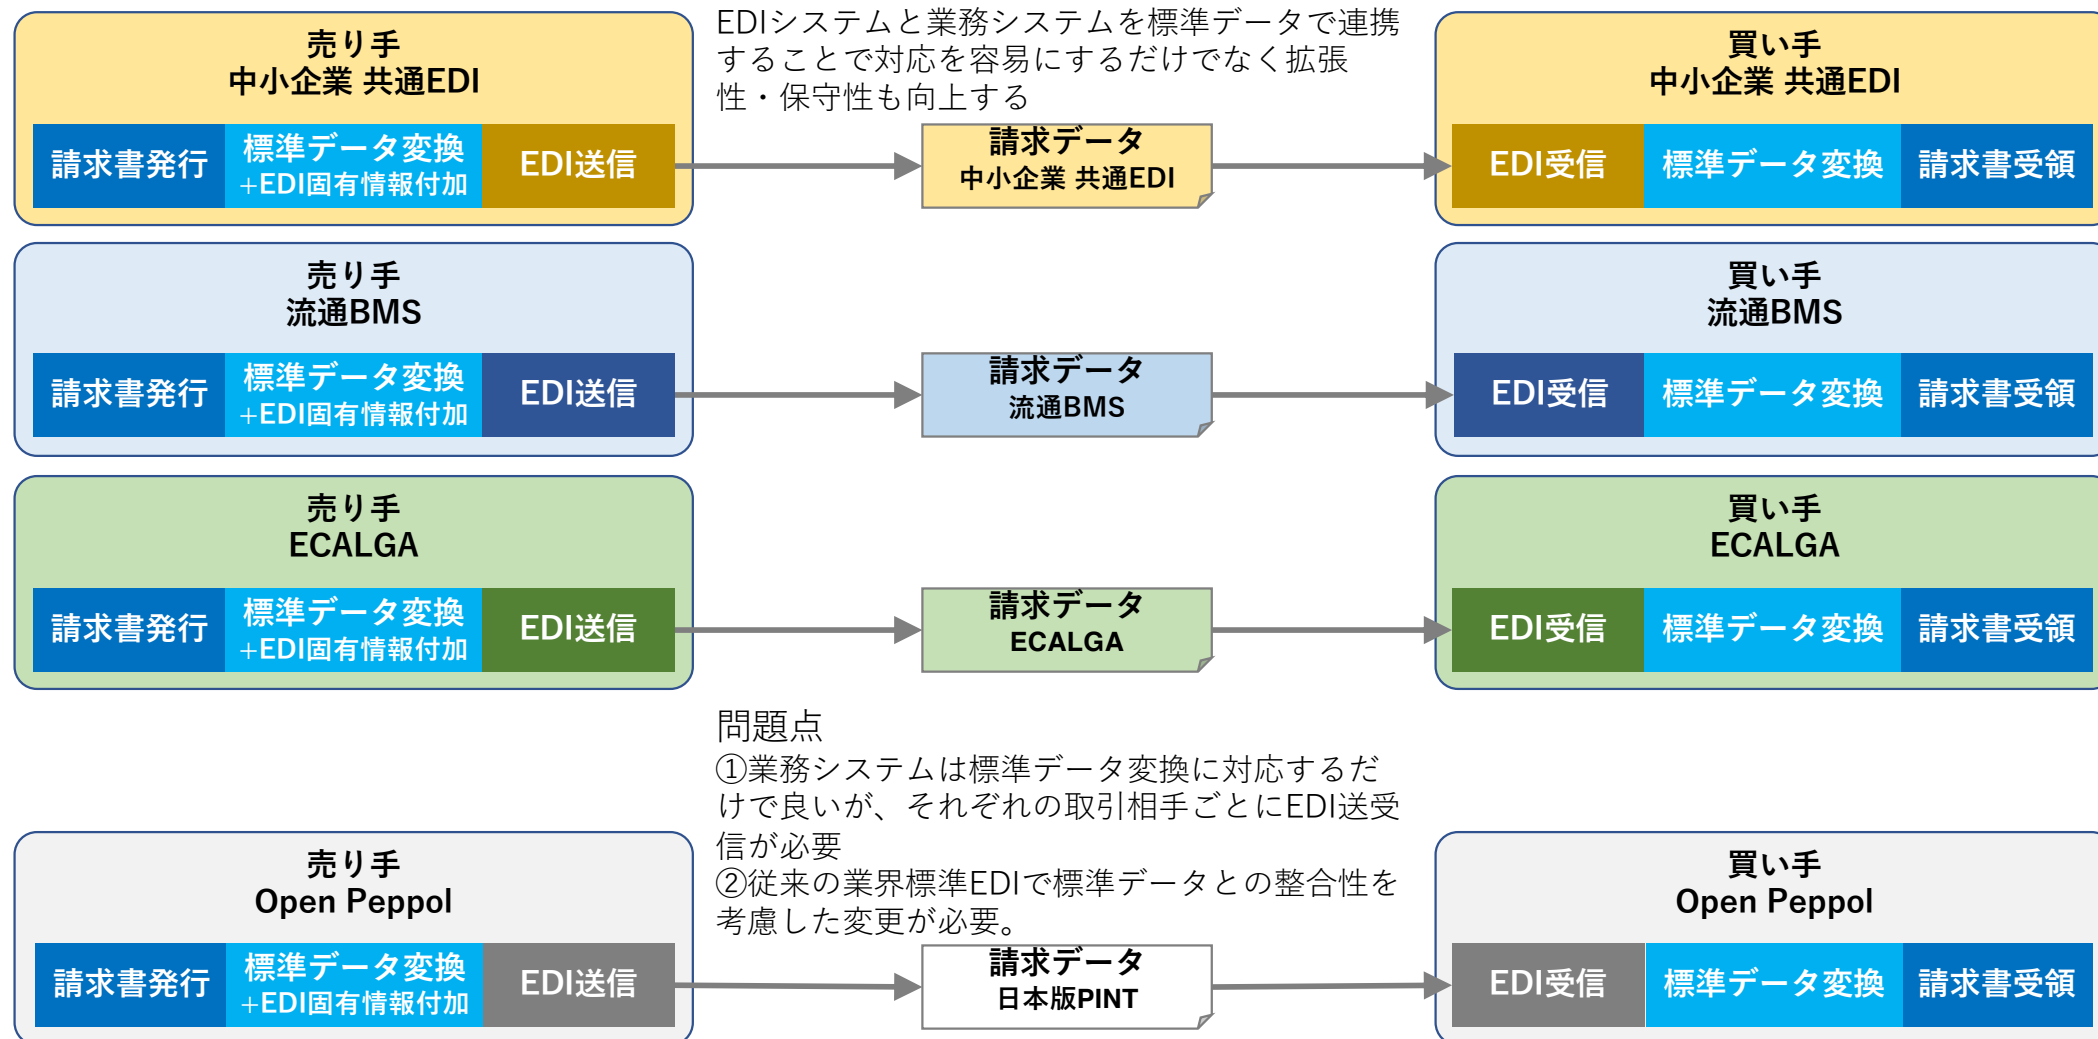 売り手
中小企業 共通EDI
請求書発行
標準データ変換
+EDI固有情報付加
EDI送信
EDIシステムと業務システムを標準データで連携
することで対応を容易にするだけでなく拡張
性・保守性も向上する
請求データ
中小企業 共通EDI
買い手
中小企業 共通EDI
EDI受信
標準データ変換
請求書受領
売り手
流通BMS
請求書発行
標準データ変換
+EDI固有情報付加
EDI送信
請求データ
流通BMS
買い手
流通BMS
EDI受信
標準データ変換
請求書受領
売り手
ECALGA
請求書発行
標準データ変換
+EDI固有情報付加
EDI送信
請求データ
ECALGA
買い手
ECALGA
EDI受信
標準データ変換
請求書受領
問題点
①業務システムは標準データ変換に対応するだ
けで良いが、それぞれの取引相手ごとにEDI送受
信が必要
②従来の業界標準EDIで標準データとの整合性を
考慮した変更が必要。
売り手
Open Peppol
請求書発行
標準データ変換
+EDI固有情報付加
EDI送信
請求データ
日本版PINT
買い手
Open Peppol
EDI受信
標準データ変換
請求書受領